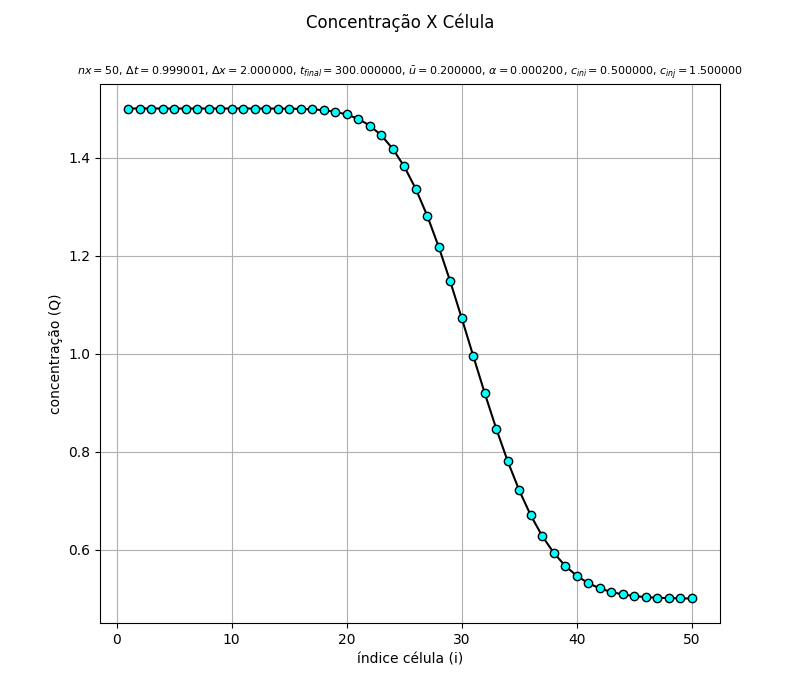 Concentração X Célula
nx = 50, Δt = 0.999001, Δx = 2.000000, t_final = 300.000000, ū = 0.200000, α = 0.000200, c_ini = 0.500000, c_inj = 1.500000
1.4
1.2
1.0
0.8
0.6
concentração (Q)
0 10 20 30 40 50
índice célula (i)